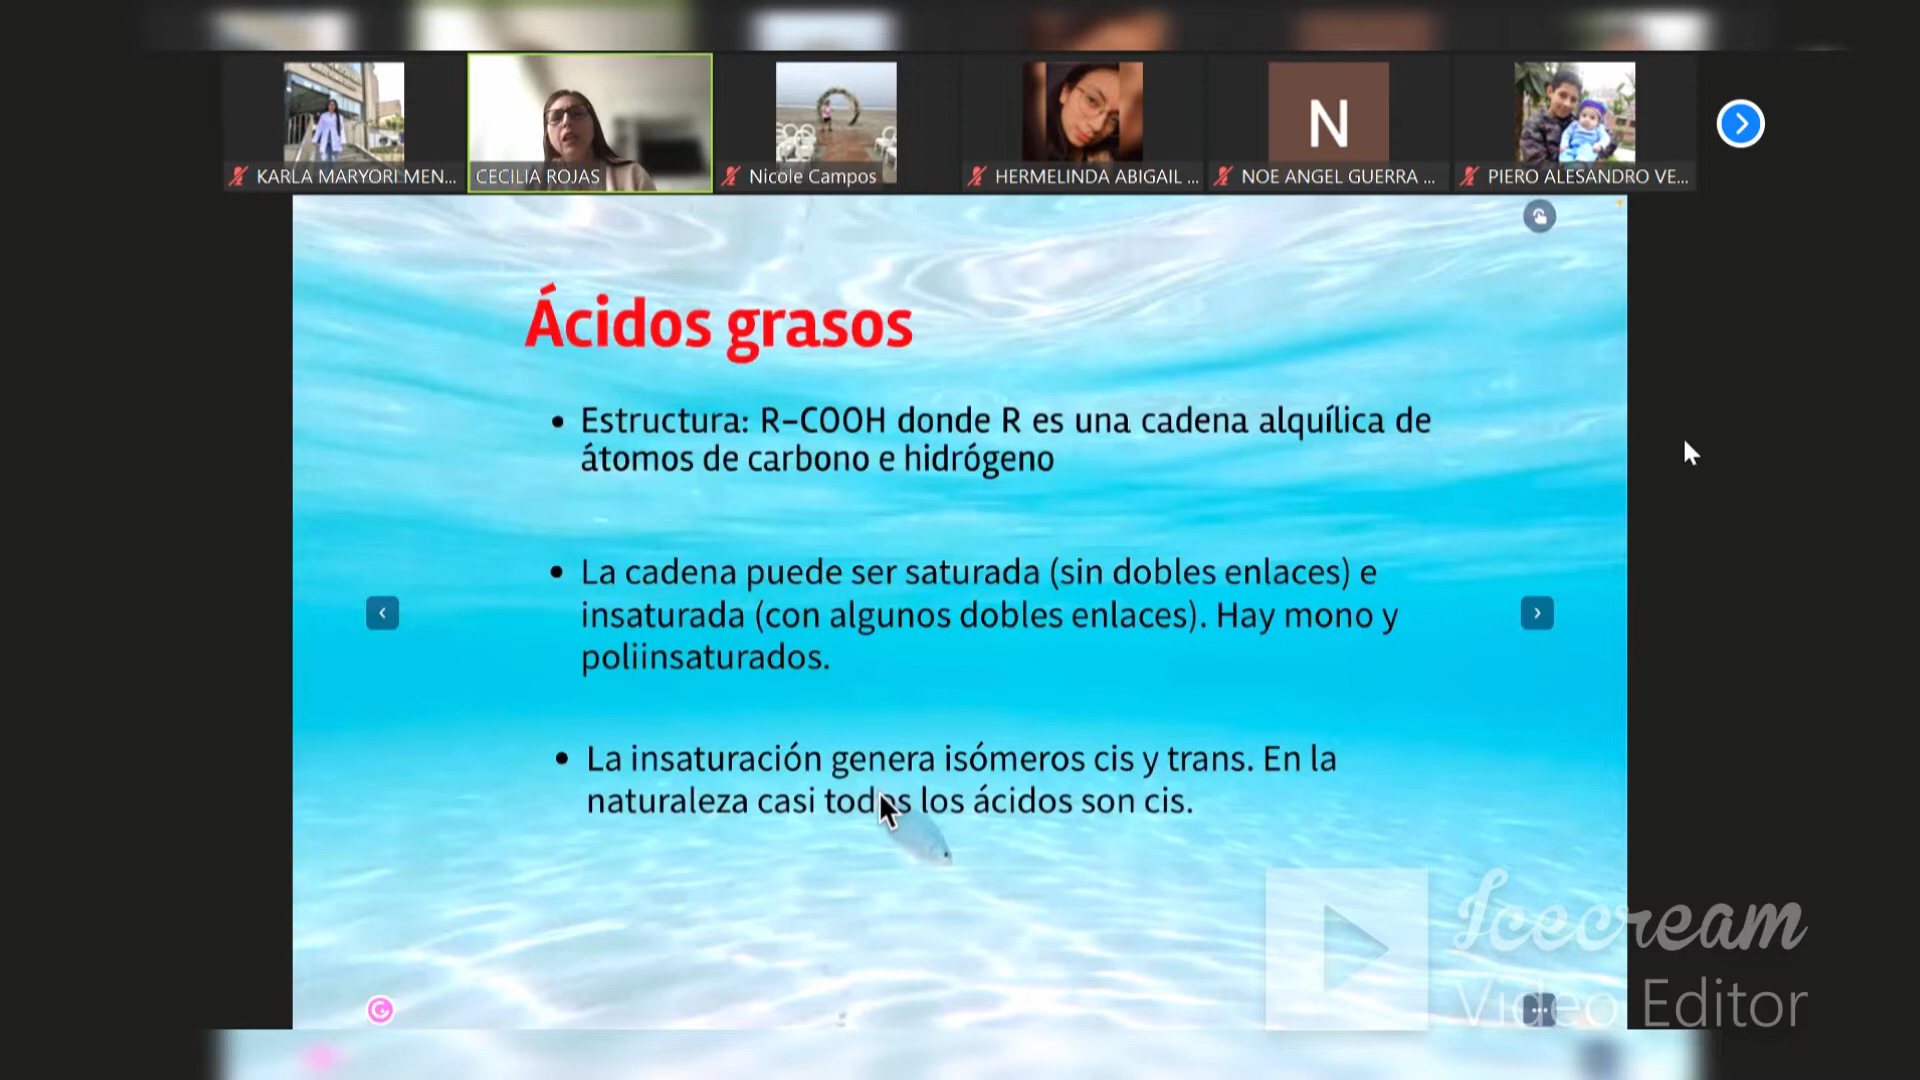 KARLA MARYORI MEN...
CECILIA ROJAS
Nicole Campos
HERMELINDA ABIGAIL ...
N
NOE ANGEL GUERRA ...
PIERO ALESANDRO VE...
Ácidos grasos
• Estructura: R-COOH donde R es una cadena alquílica de
átomos de carbono e hidrógeno
• La cadena puede ser saturada (sin dobles enlaces) e
insaturada (con algunos dobles enlaces). Hay mono y
poliinsaturados.
• La insaturación genera isómeros cis y trans. En la
naturaleza casi todos los ácidos son cis.
Icecream
Video Editor